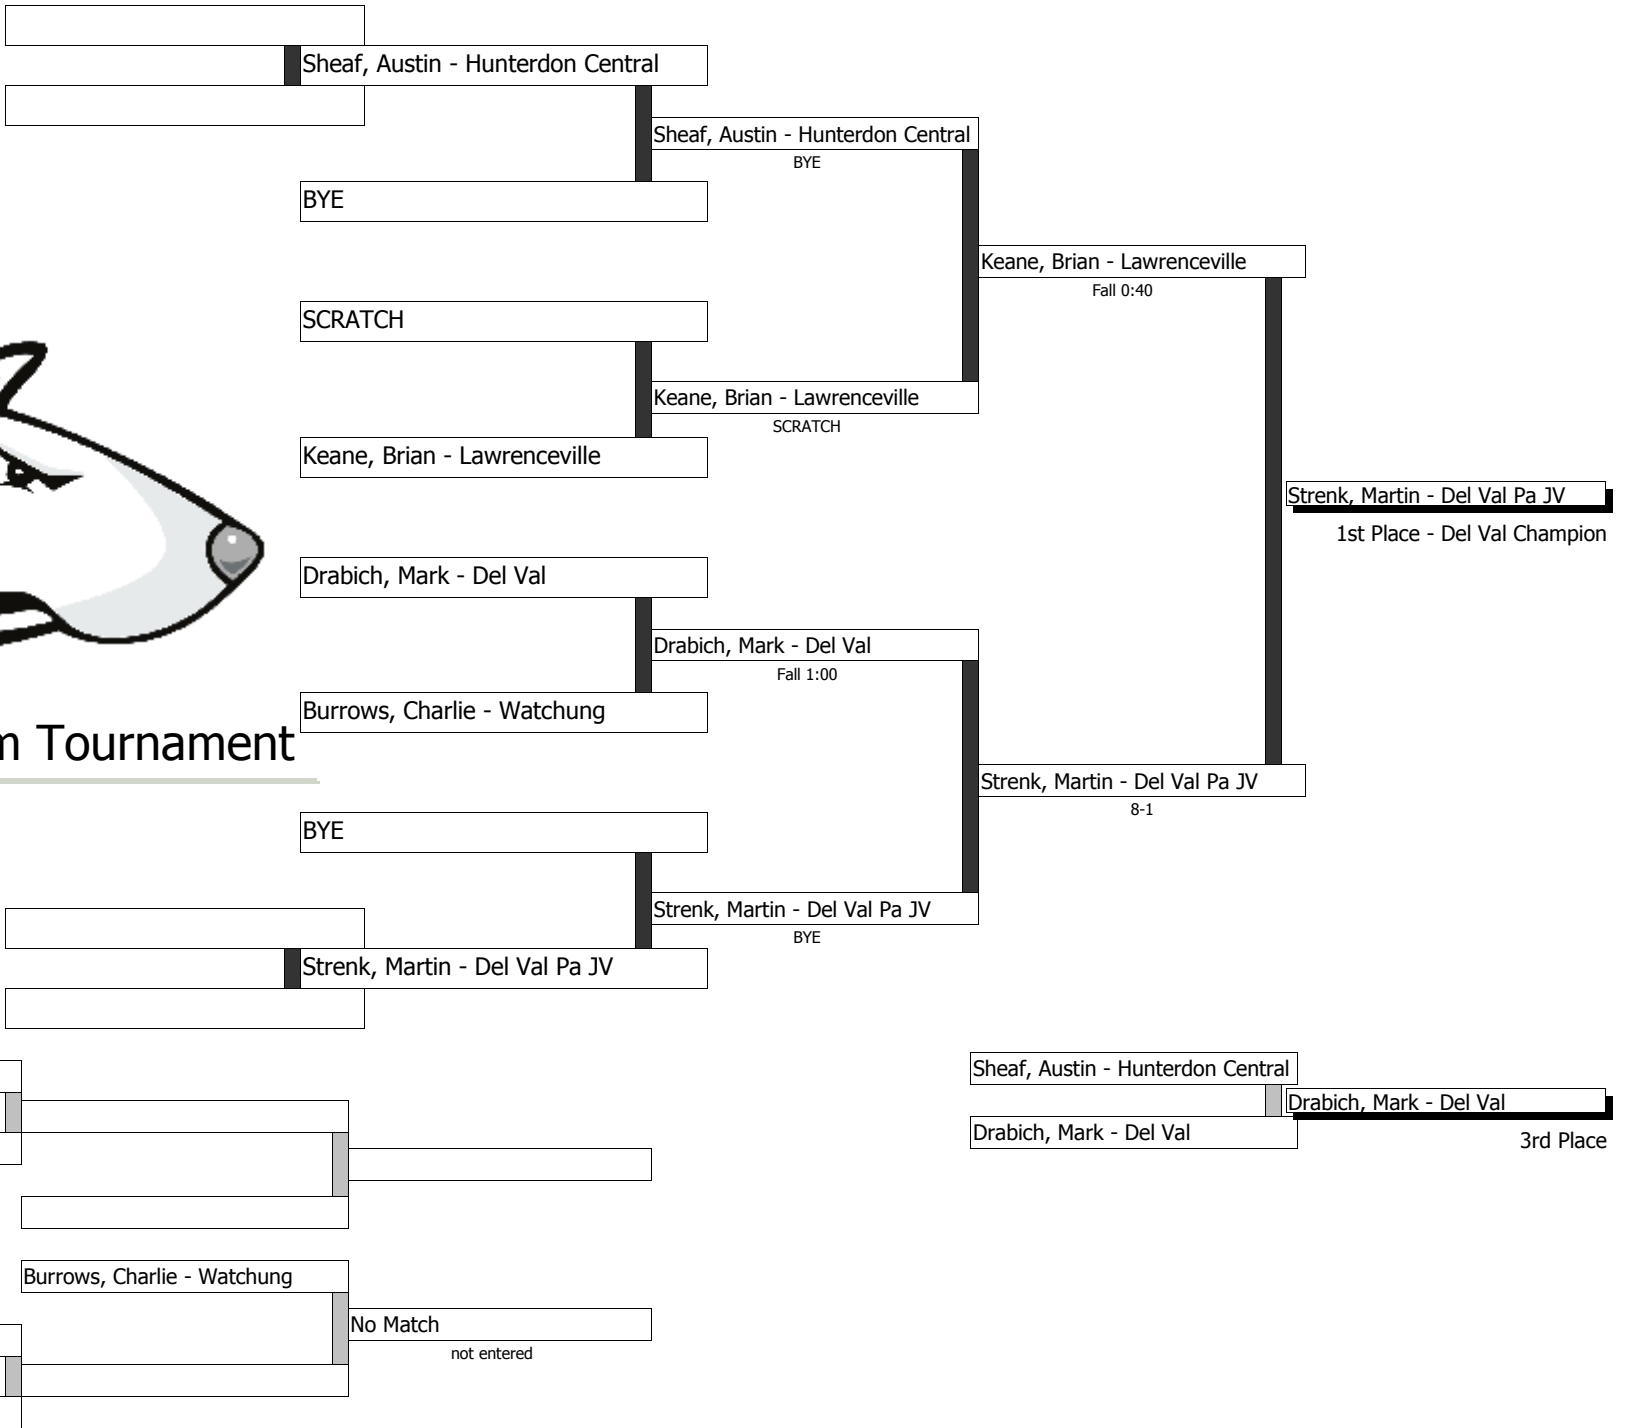 Sheaf, Austin - Hunterdon Central
Sheaf, Austin - Hunterdon Central
BYE
BYE
Keane, Brian - Lawrenceville
Fall 0:40
SCRATCH
Keane, Brian - Lawrenceville
SCRATCH
Keane, Brian - Lawrenceville
Strenk, Martin - Del Val Pa JV
1st Place - Del Val Champion
Drabich, Mark - Del Val
Drabich, Mark - Del Val
Fall 1:00
Burrows, Charlie - Watchung
Tournament
Strenk, Martin - Del Val Pa JV
8-1
BYE
Strenk, Martin - Del Val Pa JV
BYE
Strenk, Martin - Del Val Pa JV
Sheaf, Austin - Hunterdon Central
Drabich, Mark - Del Val
Drabich, Mark - Del Val
3rd Place
Burrows, Charlie - Watchung
No Match
not entered